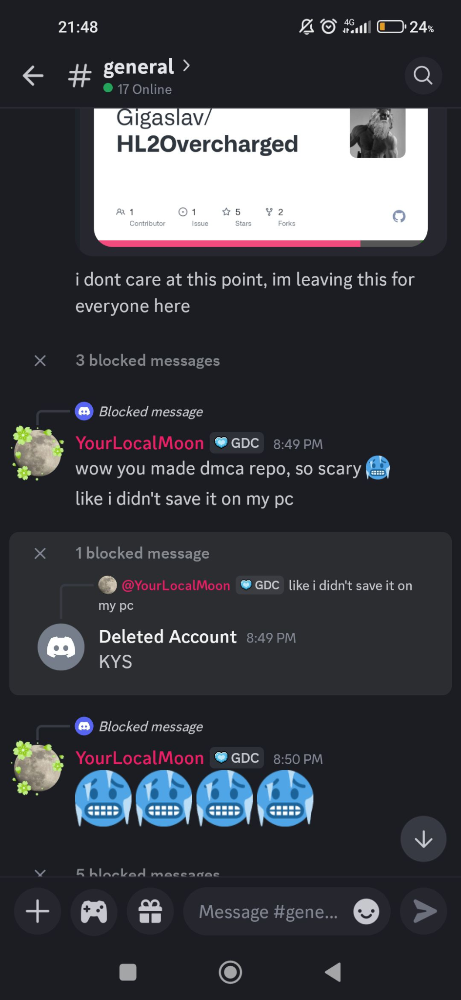 21:48
4G
24%
general
17 Online
Gigaslav/
HL2Overcharged
1
Contributor
1
Issue
5
Stars
2
Forks
i dont care at this point, im leaving this for
everyone here
3 blocked messages
Blocked message
YourLocalMoon GDC 8:49 PM
wow you made dmca repo, so scary
like i didn't save it on my pc
1 blocked message
@YourLocalMoon GDC like i didn't save it on
my pc
Deleted Account 8:49 PM
KYS
Blocked message
YourLocalMoon GDC 8:50 PM
5 blocked messages
Message #gene...